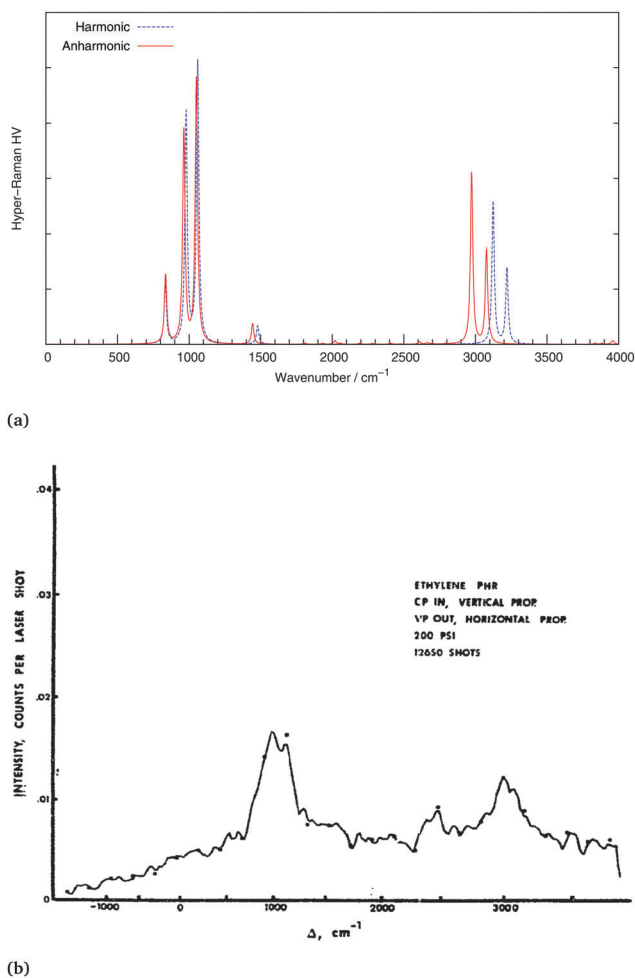 Harmonic
Anharmonic
Hyper−Raman HV
0 500 1000 1500 2000 2500 3000 3500 4000
Wavenumber / cm−1
(a)
.04
.03
.02
.01
0
INTENSITY, COUNTS PER LASER SHOT
ETHYLENE PHR
CP IN, VERTICAL PROP.
VP OUT, HORIZONTAL PROP.
200 PSI
12650 SHOTS
-1000 0 1000 2000 3000
Δ, cm-1
(b)